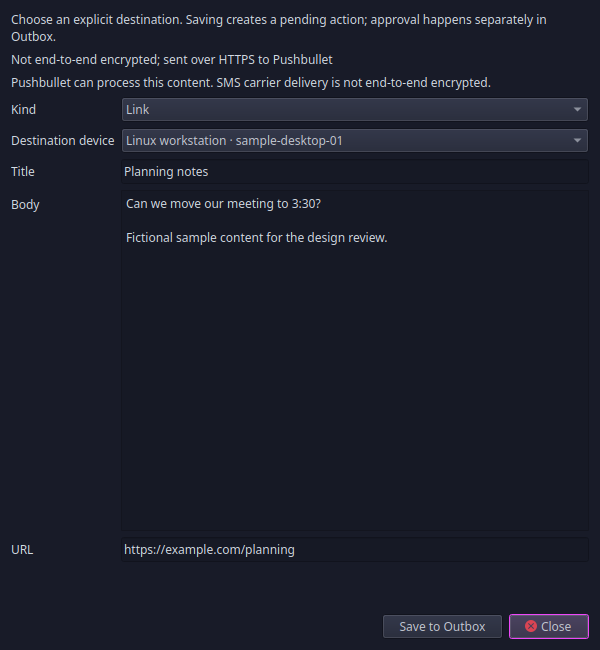 Choose an explicit destination. Saving creates a pending action; approval happens separately in
Outbox.
Not end-to-end encrypted; sent over HTTPS to Pushbullet
Pushbullet can process this content. SMS carrier delivery is not end-to-end encrypted.
Kind Link
Destination device Linux workstation · sample-desktop-01
Title Planning notes
Body Can we move our meeting to 3:30?
Fictional sample content for the design review.
URL https://example.com/planning
Save to Outbox Close